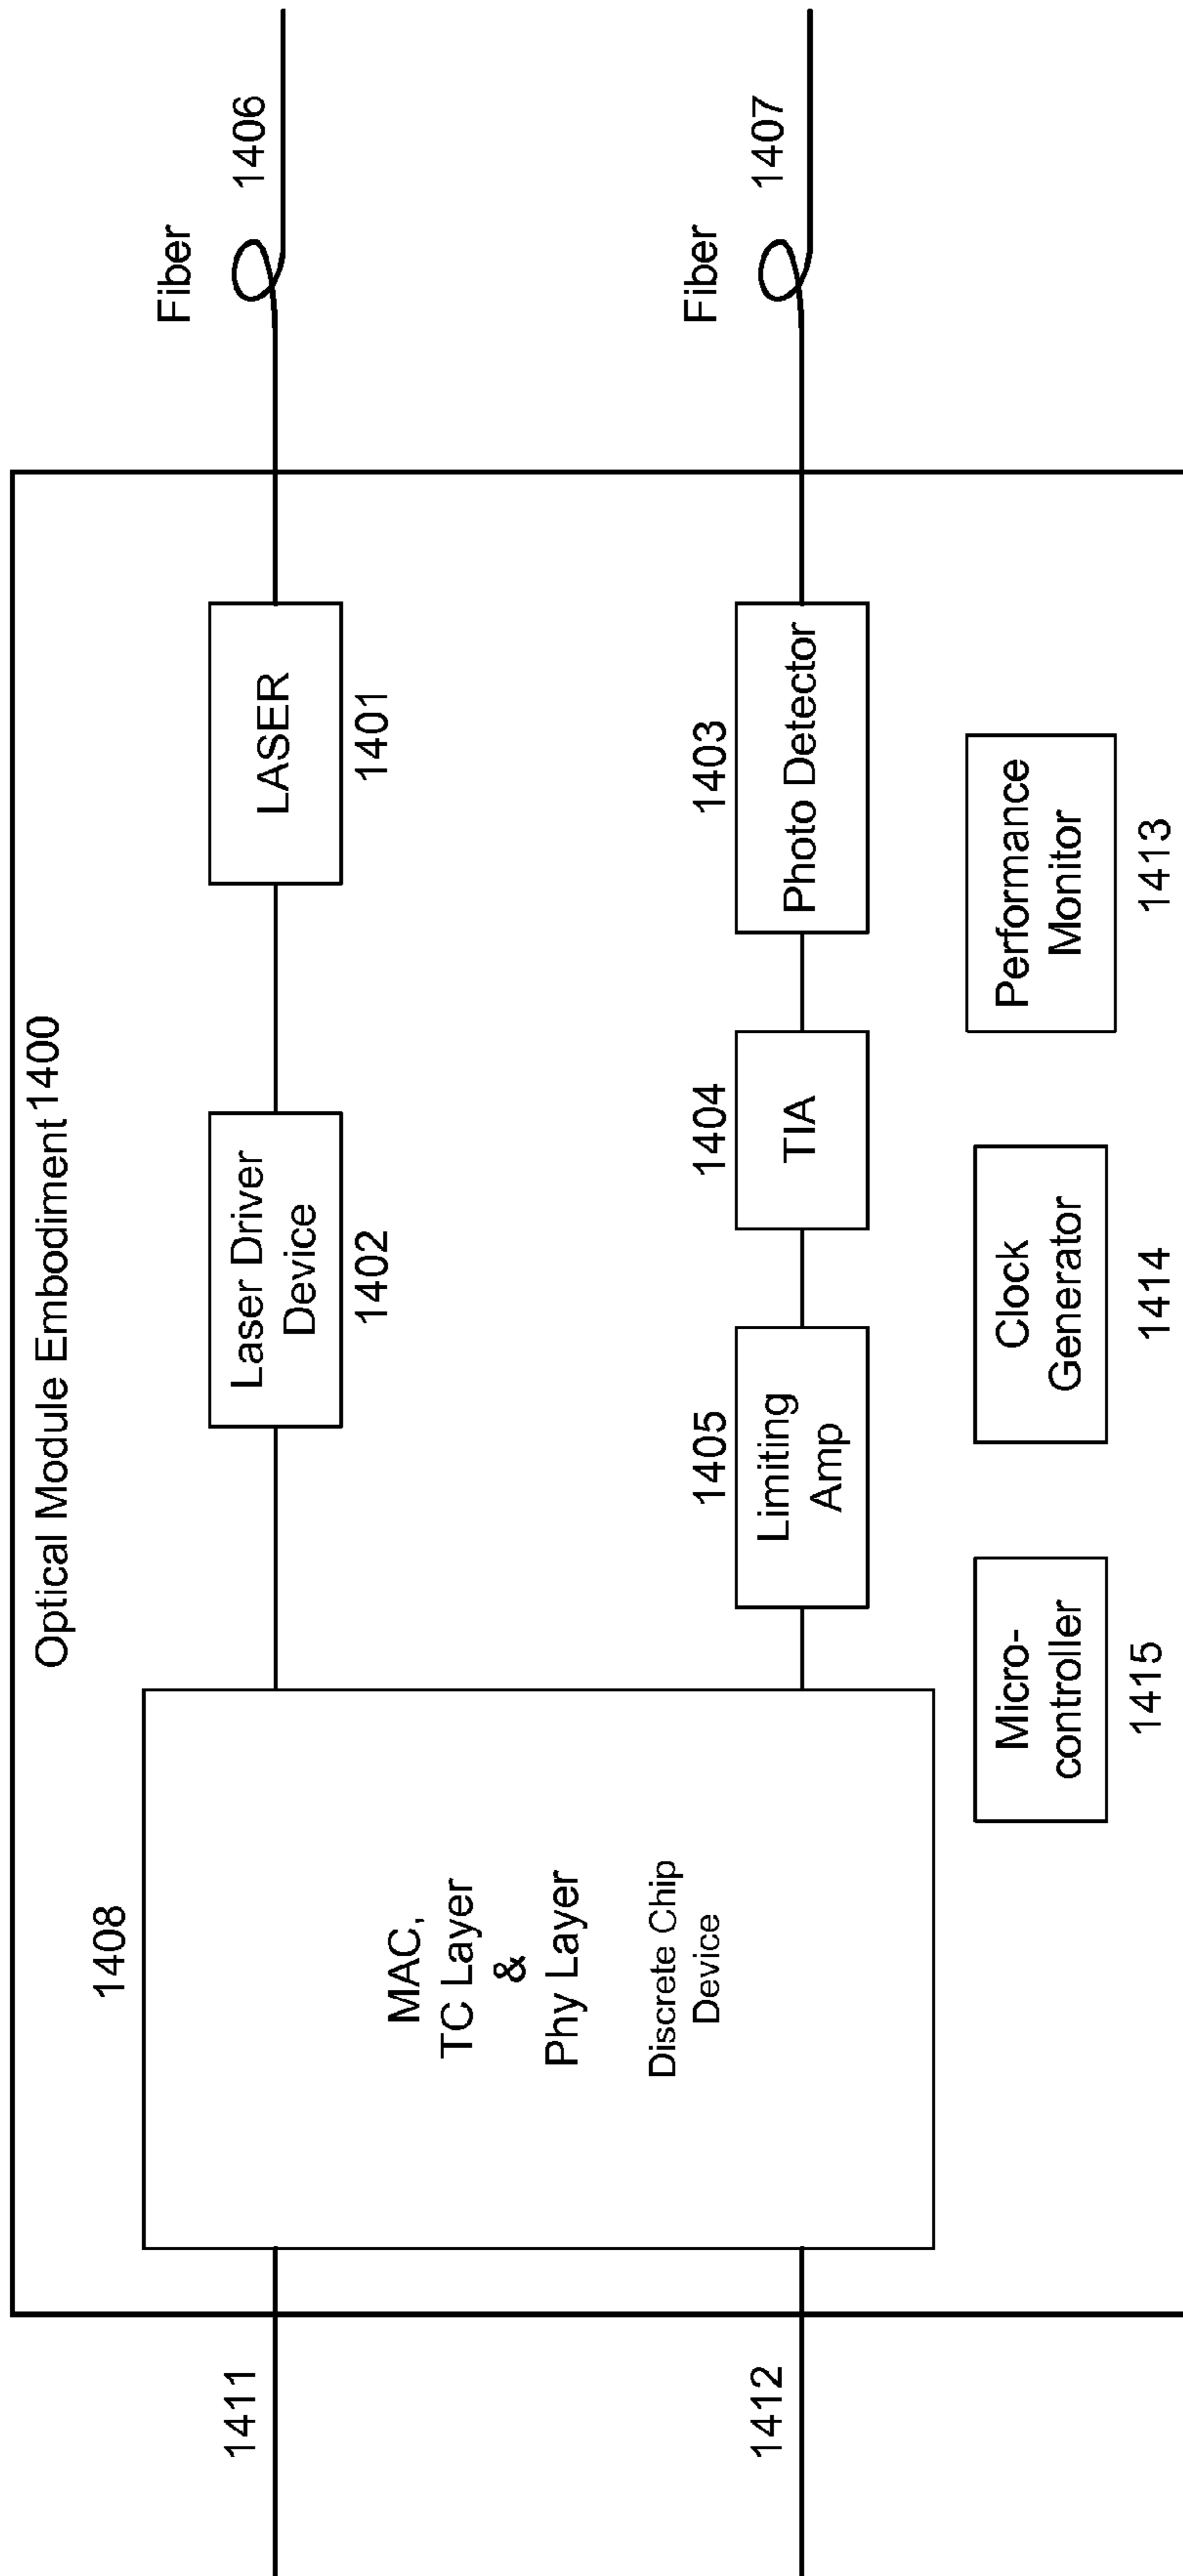 Optical Module Embodiment 1400
1408
MAC,
TC Layer
&
Phy Layer
Discrete Chip
Device
1411
1412
Laser Driver
Device
1402
LASER
1401
Fiber
1406
1405
Limiting
Amp
1404
TIA
1403
Photo Detector
Fiber
1407
Micro-
controller
1415
Clock
Generator
1414
Performance
Monitor
1413